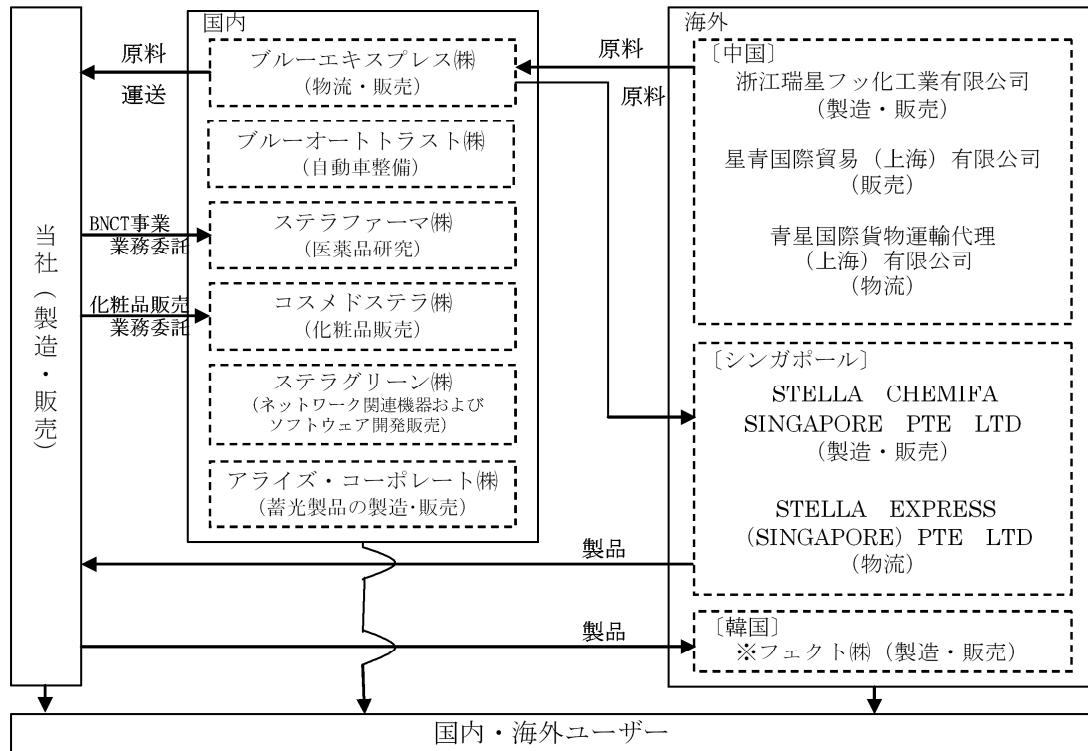 国内
海外
原料
運送
ブルーエキスプレス㈱
(物流・販売)
原料
原料
〔中国〕
浙江瑞星フッ化工業有限公司
(製造・販売)
星青国際貿易（上海）有限公司
(販売)
青星国際貨物運輸代理
(上海）有限公司
(物流)
ブルーオートトラスト㈱
(自動車整備)
当社（製造・販売）
BNCT事業
業務委託
ステラファーマ㈱
(医薬品研究)
化粧品販売
業務委託
コスメドステラ㈱
(化粧品販売)
ステラグリーン㈱
(ネットワーク関連機器および
ソフトウェア開発販売)
アライズ・コーポレート㈱
(蓄光製品の製造・販売)
〔シンガポール〕
STELLA CHEMIFA
SINGAPORE PTE LTD
(製造・販売)
STELLA EXPRESS
(SINGAPORE) PTE LTD
(物流)
製品
製品
〔韓国〕
※フェクト㈱（製造・販売）
国内・海外ユーザー